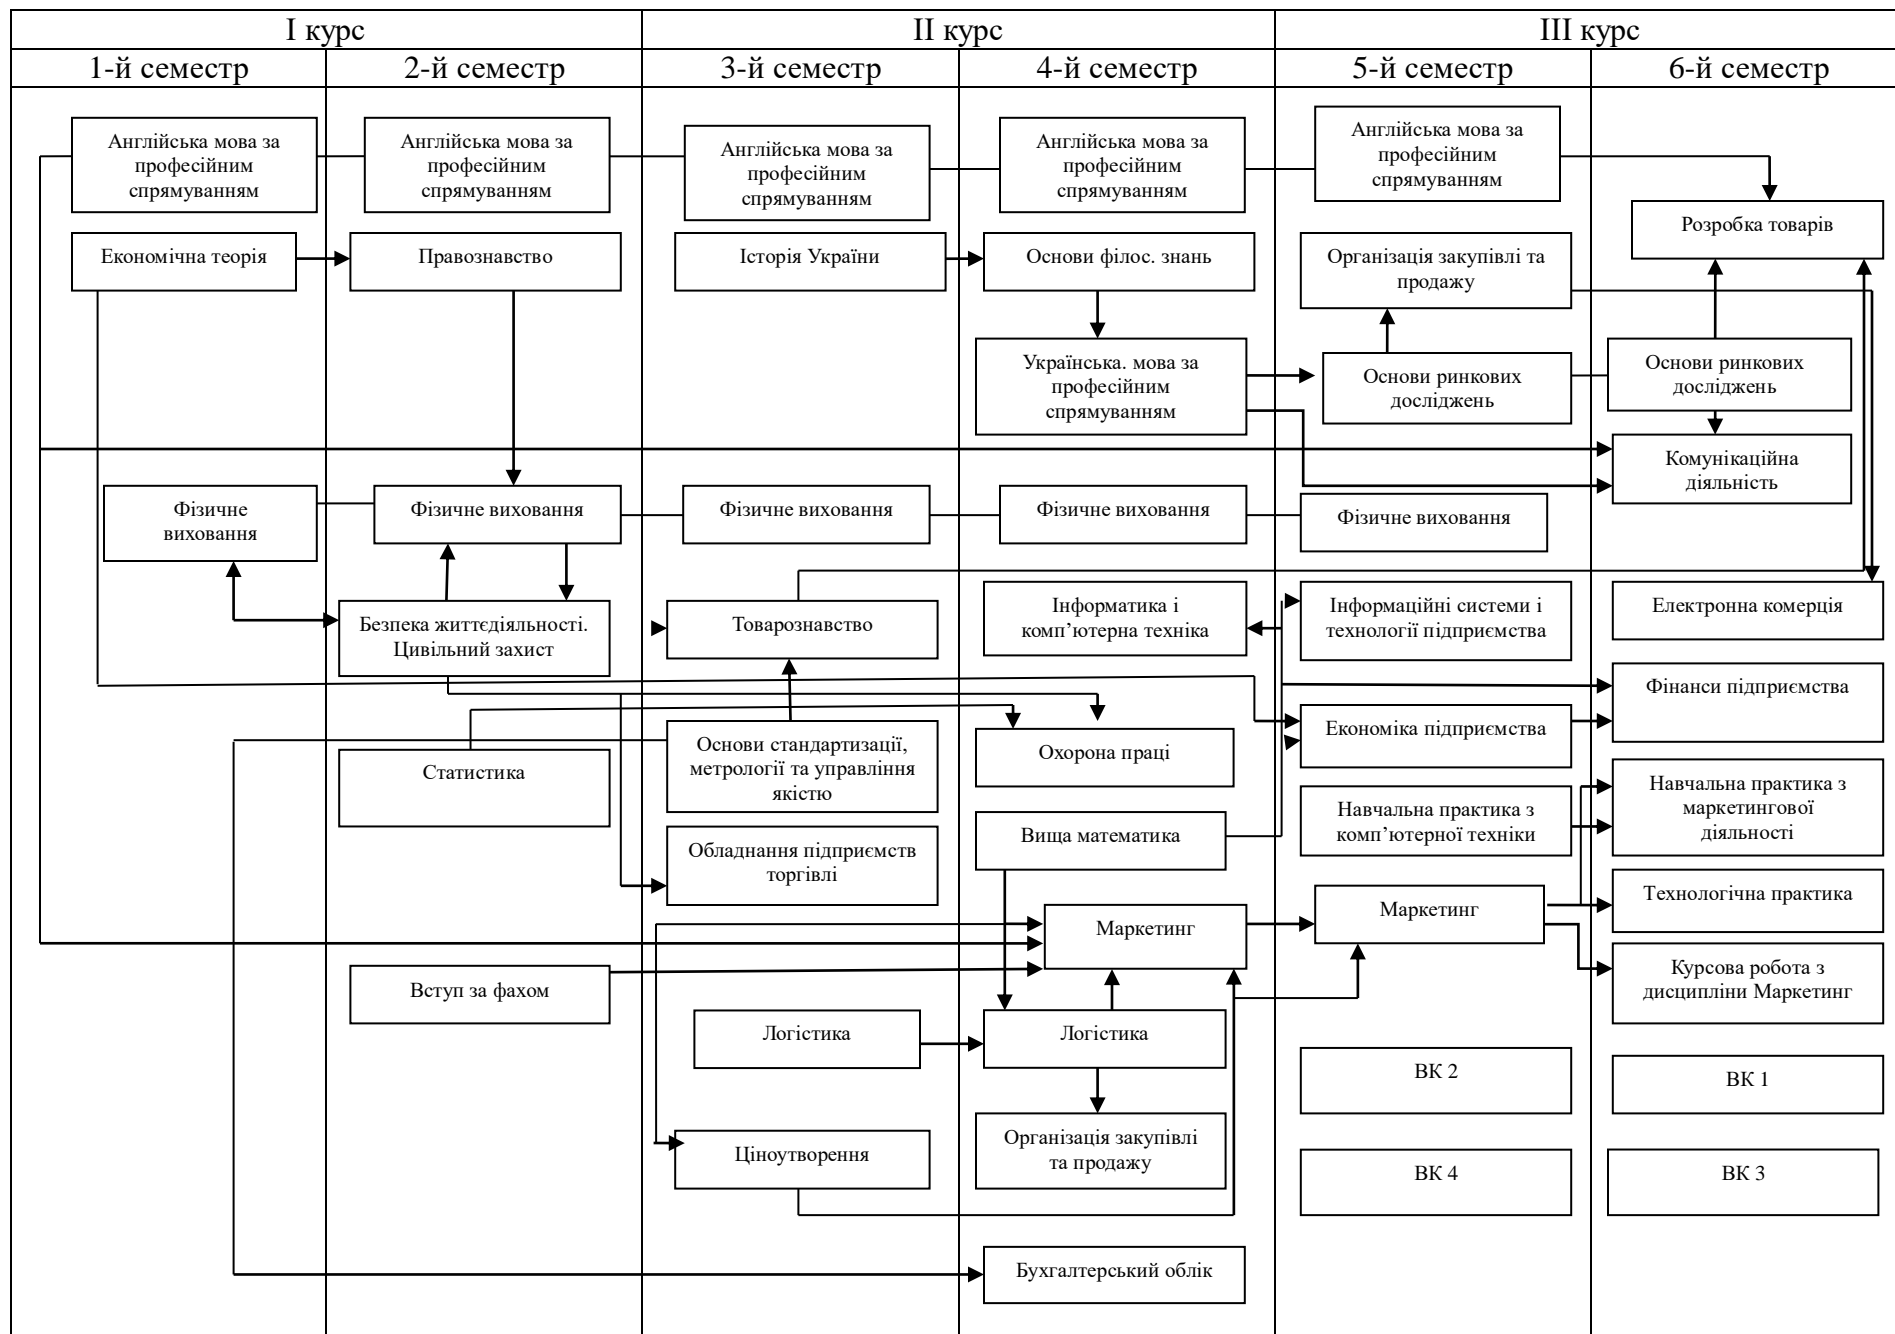 І курс
ІІ курс
ІІІ курс
1-й семестр
2-й семестр
3-й семестр
4-й семестр
5-й семестр
6-й семестр
Англійська мова за
професійним
спрямуванням
Англійська мова за
професійним
спрямуванням
Англійська мова за
професійним
спрямуванням
Англійська мова за
професійним
спрямуванням
Англійська мова за
професійним
спрямуванням
Розробка товарів
Економічна теорія
Правознавство
Історія України
Основи філос. знань
Організація закупівлі та
продажу
Українська. мова за
професійним
спрямуванням
Основи ринкових
досліджень
Основи ринкових
досліджень
Комунікаційна
діяльність
Фізичне
виховання
Фізичне виховання
Фізичне виховання
Фізичне виховання
Фізичне виховання
Безпека життєдіяльності.
Цивільний захист
Товарознавство
Інформатика і
комп’ютерна техніка
Інформаційні системи і
технології підприємства
Електронна комерція
Фінанси підприємства
Статистика
Основи стандартизації,
метрології та управління
якістю
Охорона праці
Економіка підприємства
Навчальна практика з
комп’ютерної техніки
Навчальна практика з
маркетингової
діяльності
Обладнання підприємств
торгівлі
Вища математика
Технологічна практика
Маркетинг
Маркетинг
Вступ за фахом
Курсова робота з
дисципліни Маркетинг
Логістика
Логістика
ВК 2
ВК 1
Ціноутворення
Організація закупівлі
та продажу
ВК 4
ВК 3
Бухгалтерський облік